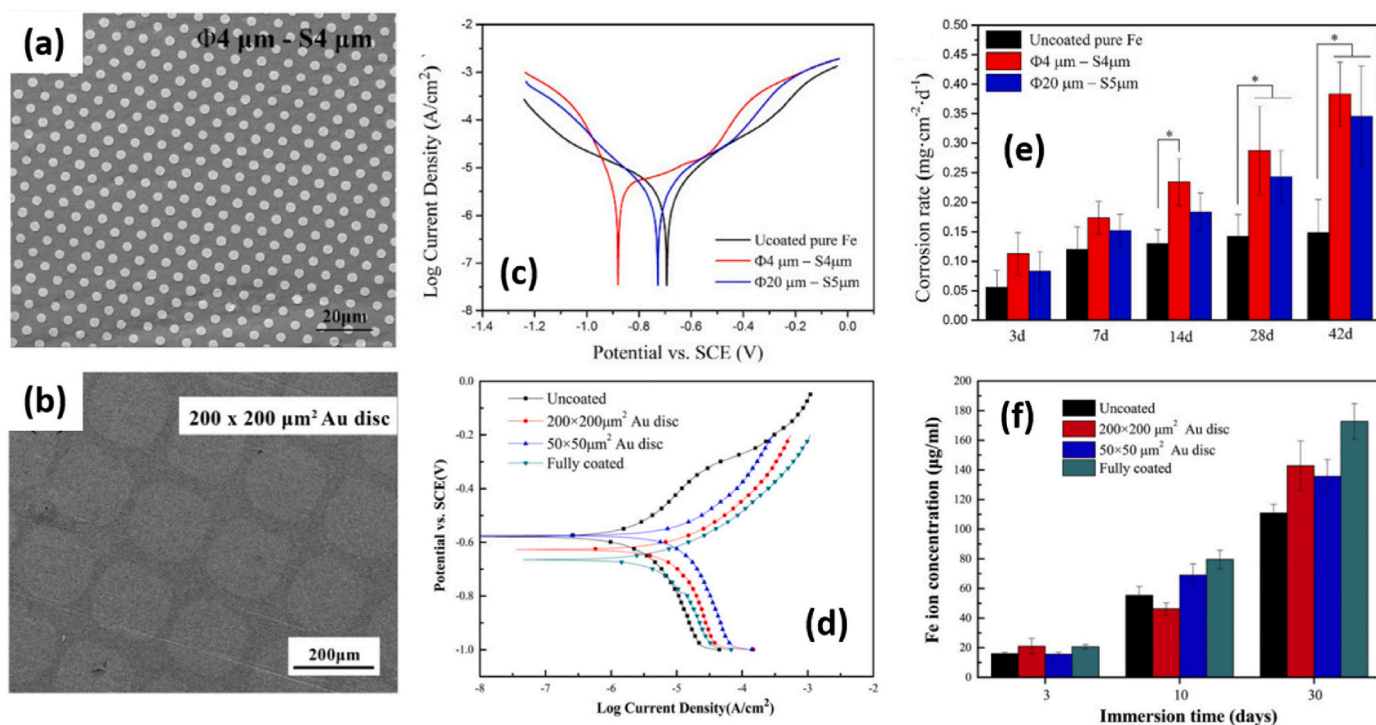 (a)
Φ4 μm - S4 μm
20μm
(b)
200 x 200 μm² Au disc
200μm
Log Current Density (A/cm²)
-2
-3
-4
-5
-6
-7
-8
Ucoated pure Fe
Φ4 μm – S4μm
Φ20 μm – S5μm
(c)
-1.4 -1.2 -1.0 -0.8 -0.6 -0.4 -0.2 0.0
Potential vs. SCE (V)
Potential vs. SCE(V)
0.0
-0.2
-0.4
-0.6
-0.8
-1.0
Uncoated
200×200μm² Au disc
50×50μm² Au disc
Fully coated
(d)
-8 -7 -6 -5 -4 -3 -2
Log Current Density(A/cm²)
Corrosion rate (mg·cm⁻²·d⁻¹)
0.50
0.45
0.40
0.35
0.30
0.25
0.20
0.15
0.10
0.05
0.00
Uncoated pure Fe
Φ4 μm – S4μm
Φ20 μm – S5μm
(e)
*
*
*
3d 7d 14d 28d 42d
Fe ion concentration (μg/ml)
200
180
160
140
120
100
80
60
40
20
0
Uncoated
200×200 μm² Au disc
50×50 μm² Au disc
Fully coated
(f)
3 10 30
Immersion time (days)